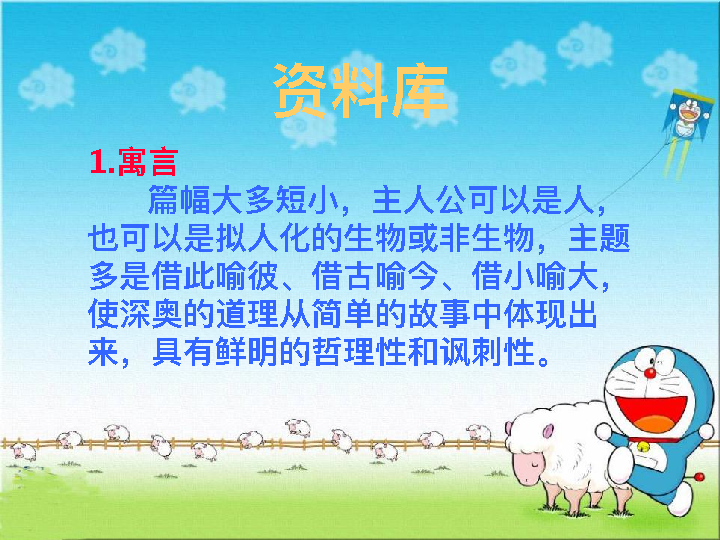 资料库
1.寓言
篇幅大多短小，主人公可以是人，
也可以是拟人化的生物或非生物，主题
多是借此喻彼、借古喻今、借小喻大，
使深奥的道理从简单的故事中体现出
来，具有鲜明的哲理性和讽刺性。